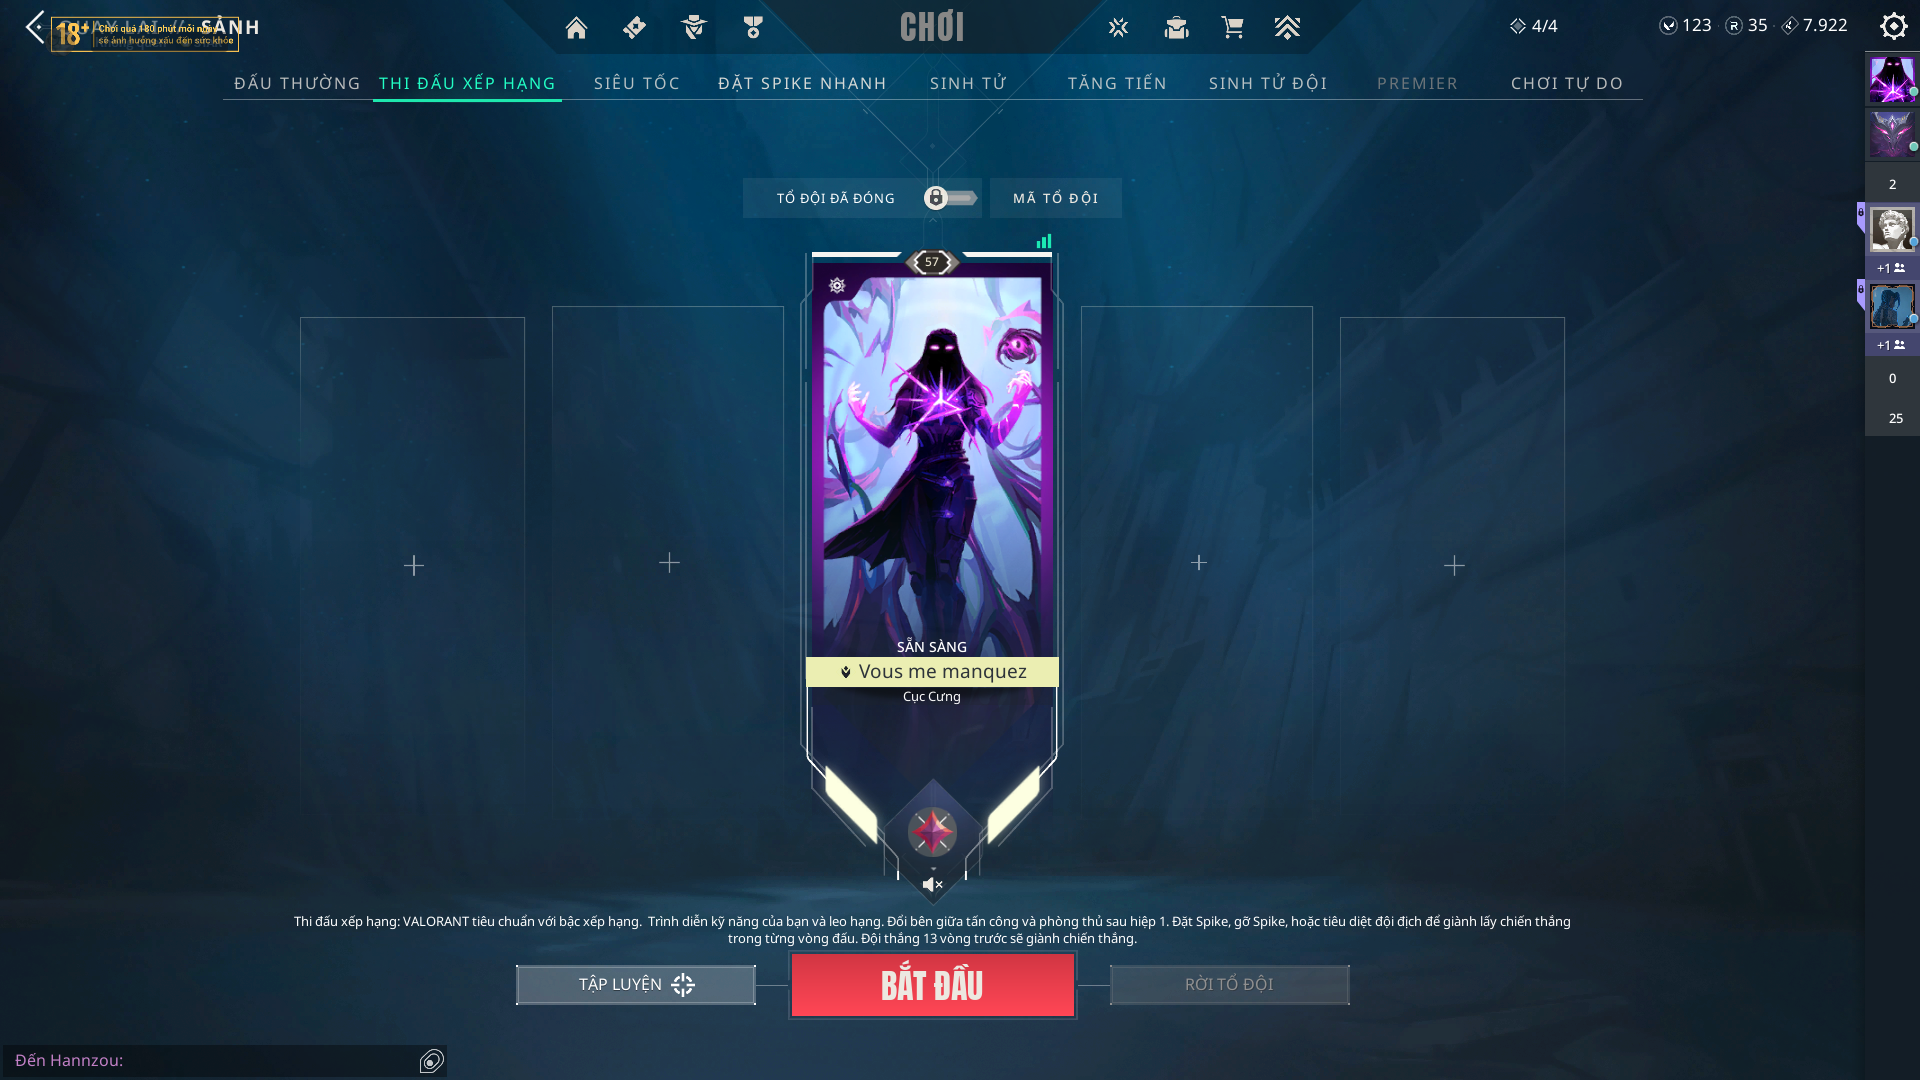 SẢNH
18+ Chơi quá 180 phút mỗi ngày
sẽ ảnh hưởng xấu đến sức khỏe
CHƠI
4/4
123
35
7.922
ĐẤU THƯỜNG
THI ĐẤU XẾP HẠNG
SIÊU TỐC
ĐẶT SPIKE NHANH
SINH TỬ
TĂNG TIẾN
SINH TỬ ĐỘI
PREMIER
CHƠI TỰ DO
TỔ ĐỘI ĐÃ ĐÓNG
MÃ TỔ ĐỘI
2
+1
+1
0
25
57
SẴN SÀNG
Vous me manquez
Cục Cưng
Thi đấu xếp hạng: VALORANT tiêu chuẩn với bậc xếp hạng. Trình diễn kỹ năng của bạn và leo hạng. Đổi bên giữa tấn công và phòng thủ sau hiệp 1. Đặt Spike, gỡ Spike, hoặc tiêu diệt đội địch để giành lấy chiến thắng
trong từng vòng đấu. Đội thắng 13 vòng trước sẽ giành chiến thắng.
TẬP LUYỆN
BẮT ĐẦU
RỜI TỔ ĐỘI
Đến Hannzou: